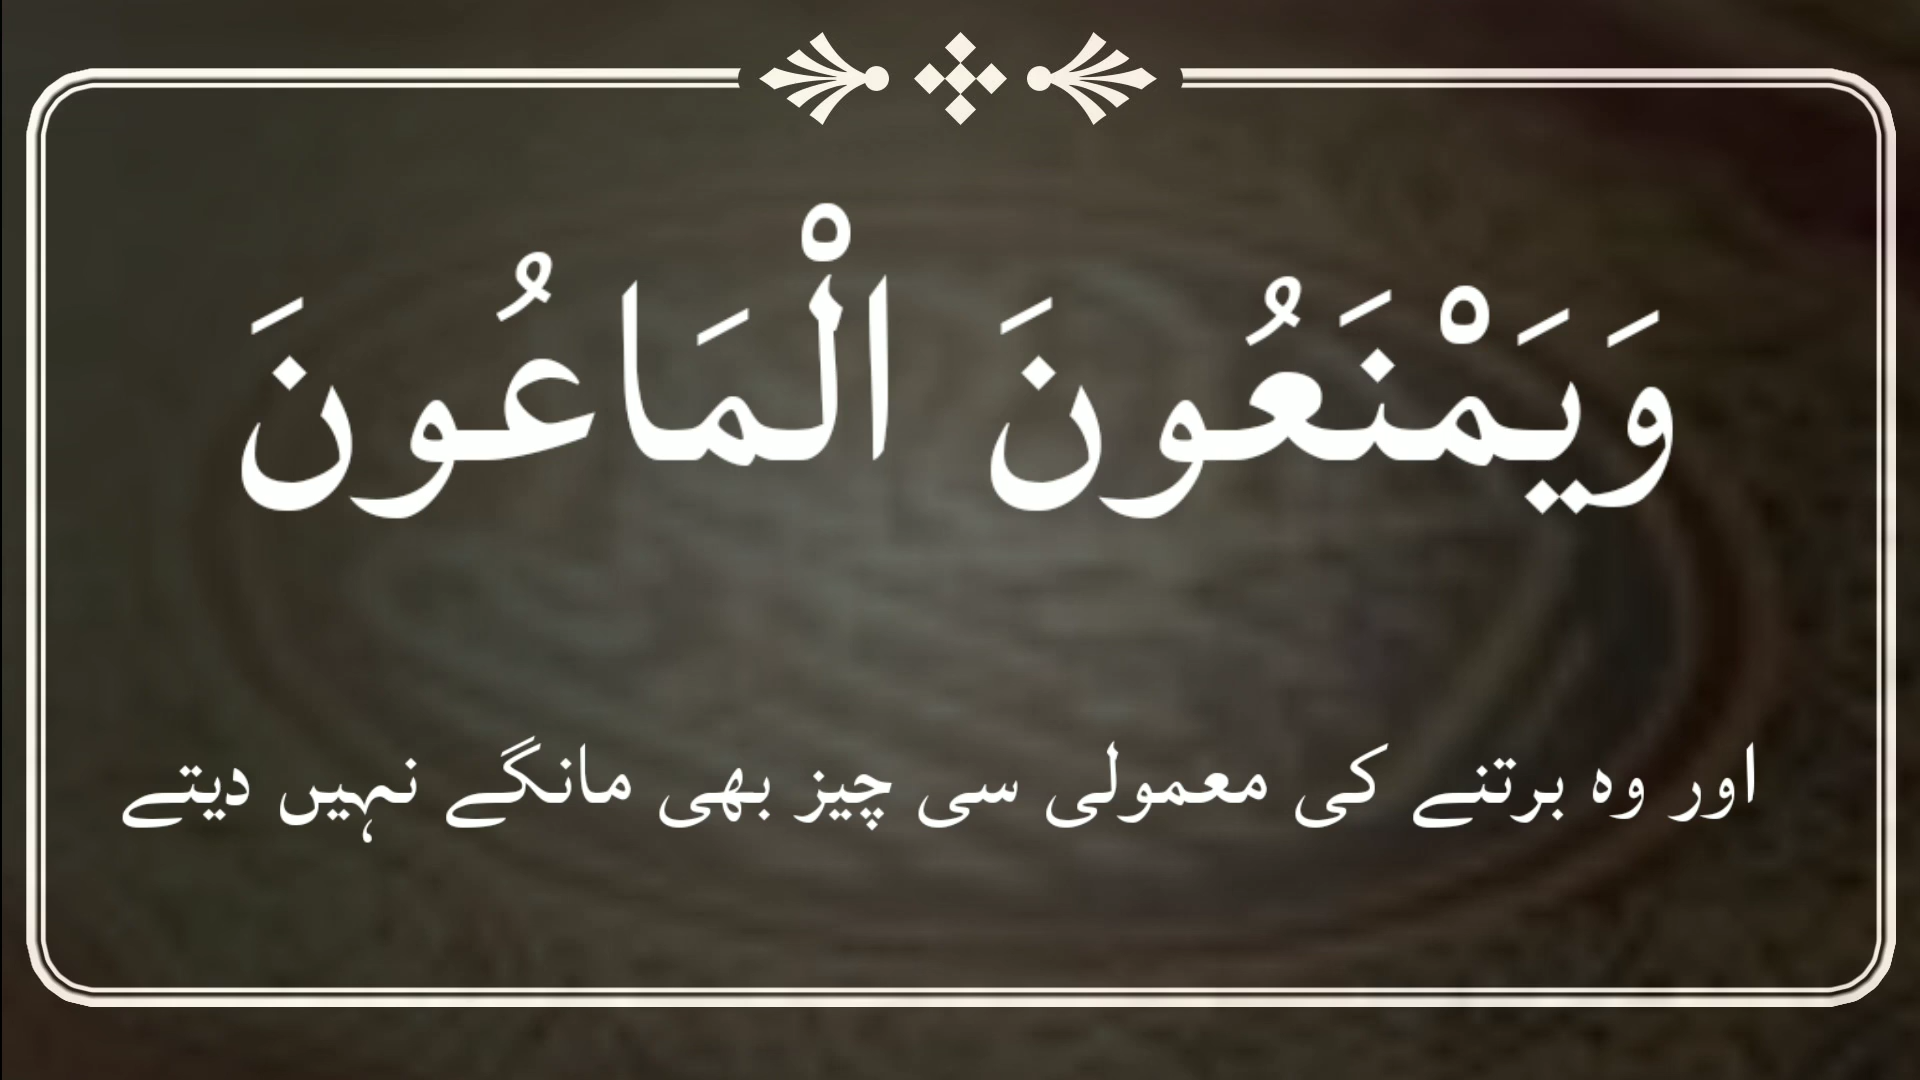 وَيَمْنَعُونَ الْمَاعُونَ
اور وہ برتنے کی معمولی سی چیز بھی مانگے نہیں دیتے